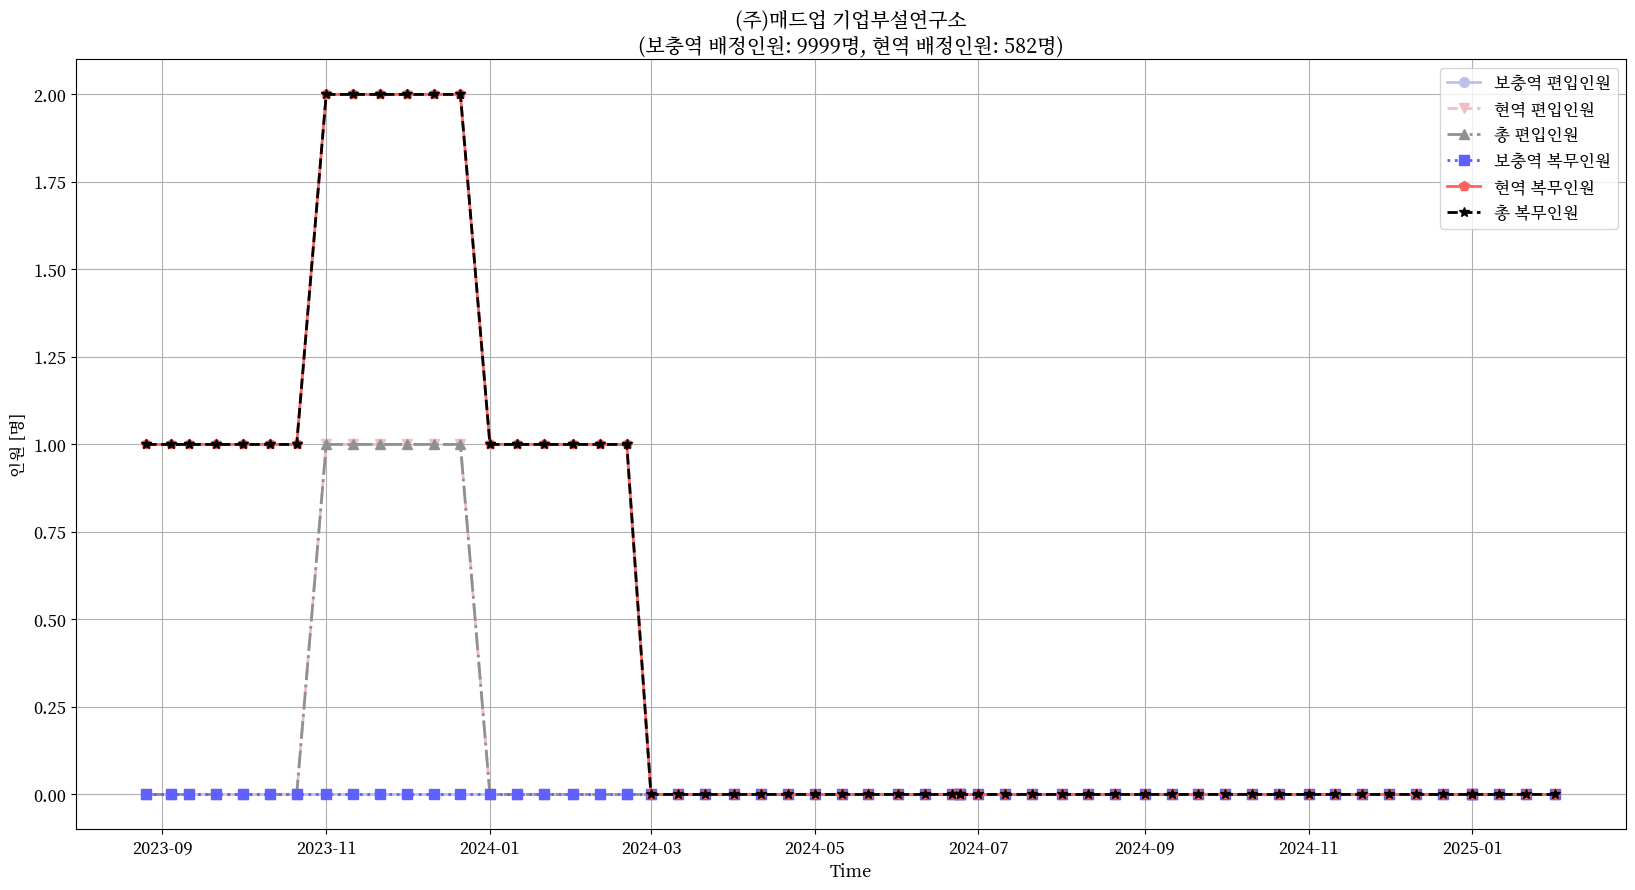 (주)매드업 기업부설연구소
(보충역 배정인원: 9999명, 현역 배정인원: 582명)
보충역 편입인원
현역 편입인원
총 편입인원
보충역 복무인원
현역 복무인원
총 복무인원
인원 [명]
2.00
1.75
1.50
1.25
1.00
0.75
0.50
0.25
0.00
2023-09
2023-11
2024-01
2024-03
2024-05
2024-07
2024-09
2024-11
2025-01
Time